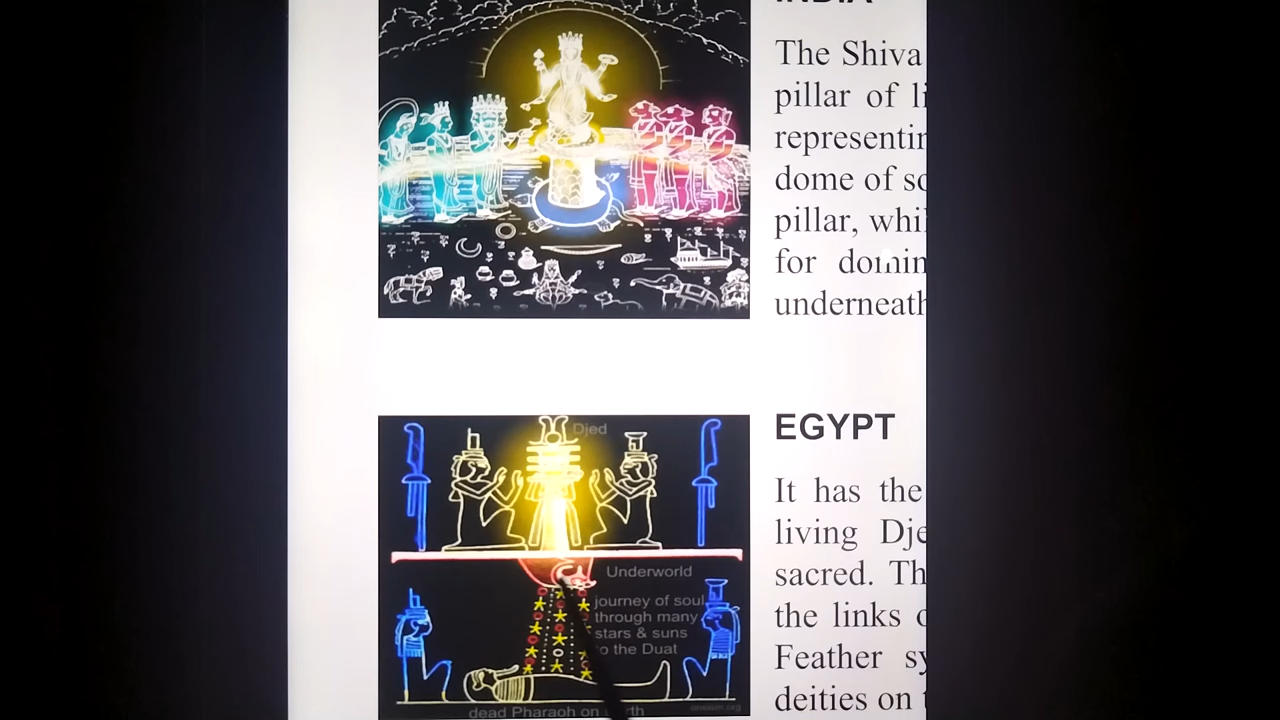 INDIA
The Shiva
pillar of li
representin
dome of so
pillar, whil
for domin
underneath
Djed
Underworld
journey of soul
through many
stars & suns
to the Duat
dead Pharaoh on Earth
EGYPT
It has the
living Dje
sacred. Th
the links o
Feather sy
deities on t